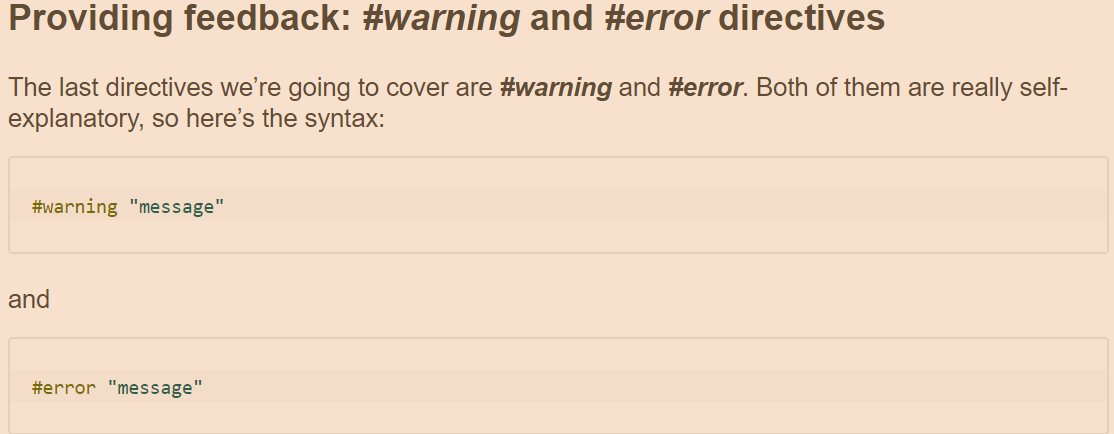 Providing feedback: #warning and #error directives
The last directives we’re going to cover are #warning and #error. Both of them are really self-
explanatory, so here’s the syntax:
#warning "message"
and
#error "message"